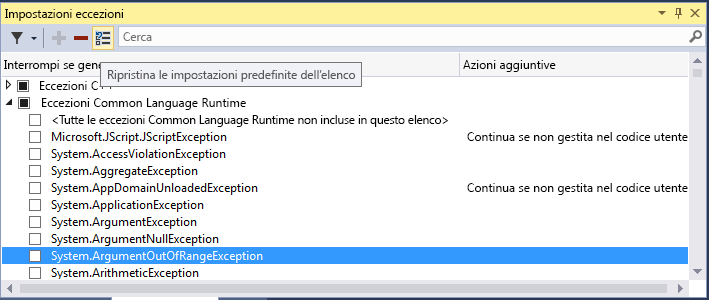 Impostazioni eccezioni
Cerca
Interrompi se gene
Azioni aggiuntive
Ripristina le impostazioni predefinite dell'elenco
Eccezioni C++
Eccezioni Common Language Runtime
<Tutte le eccezioni Common Language Runtime non incluse in questo elenco>
Microsoft.JScript.JScriptException Continua se non gestita nel codice utente
System.AccessViolationException
System.AggregateException
System.AppDomainUnloadedException Continua se non gestita nel codice utente
System.ApplicationException
System.ArgumentException
System.ArgumentNullException
System.ArgumentOutOfRangeException
System.ArithmeticException